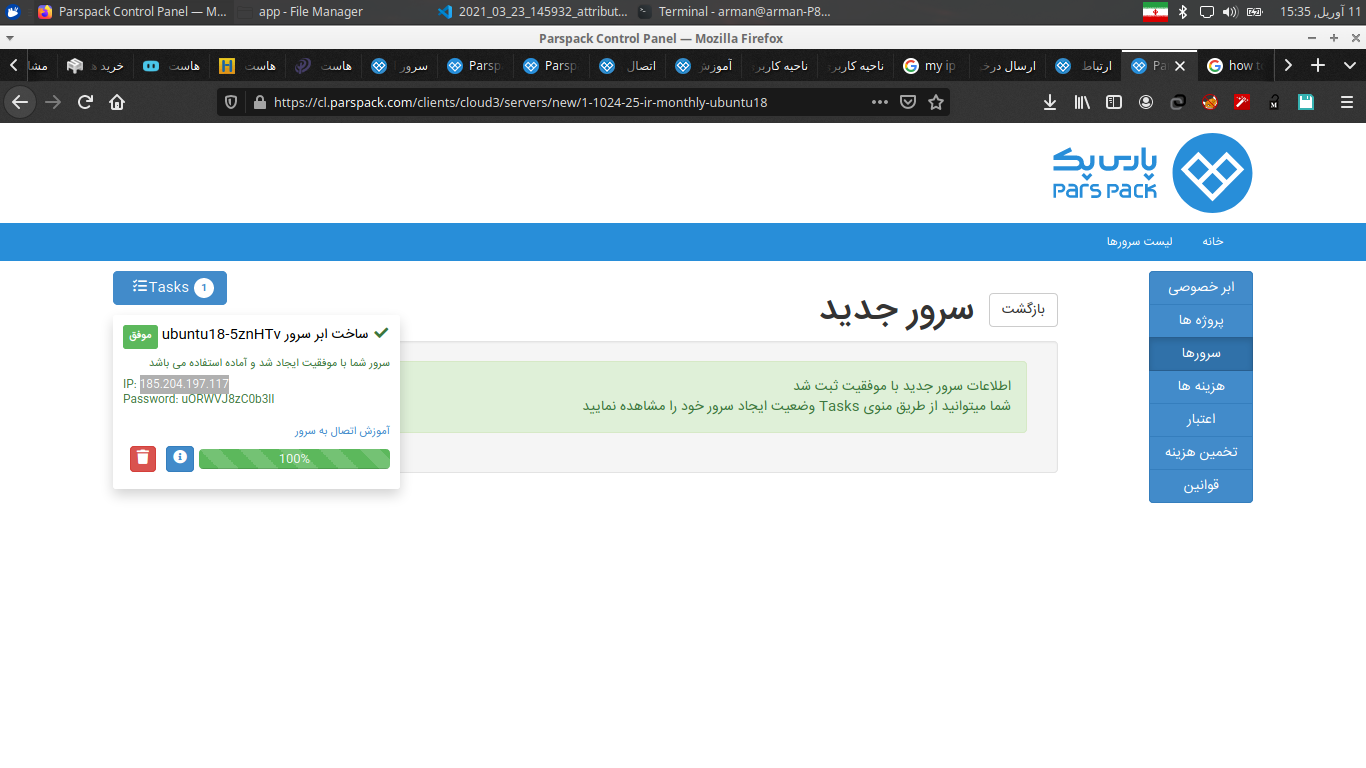 Parspack Control Panel — M...
app - File Manager
2021_03_23_145932_attribut...
Terminal - arman@arman-P8...
11 آوریل, 15:35
Parspack Control Panel — Mozilla Firefox
مشا
خرید ه
هاست
هاست
هاست
سرور
Parsp
Parsp
اتصال
آموزش
ناحیه کاربری
ناحیه کاربری
my ip
ارسال درخ
ارتباط
Pa
how to
https://cl.parspack.com/clients/cloud3/servers/new/1-1024-25-ir-monthly-ubuntu18
پارس پک
PARS PACK
خانه
لیست سرورها
Tasks 1
ساخت ابر سرور ubuntu18-5znHTv
موفق
سرور شما با موفقیت ایجاد شد و آماده استفاده می باشد
IP: 185.204.197.117
Password: uORWVJ8zC0b3II
آموزش اتصال به سرور
100%
بازگشت
سرور جدید
اطلاعات سرور جدید با موفقیت ثبت شد
شما میتوانید از طریق منوی Tasks وضعیت ایجاد سرور خود را مشاهده نمایید
ابر خصوصی
پروژه ها
سرورها
هزینه ها
اعتبار
تخمین هزینه
قوانین